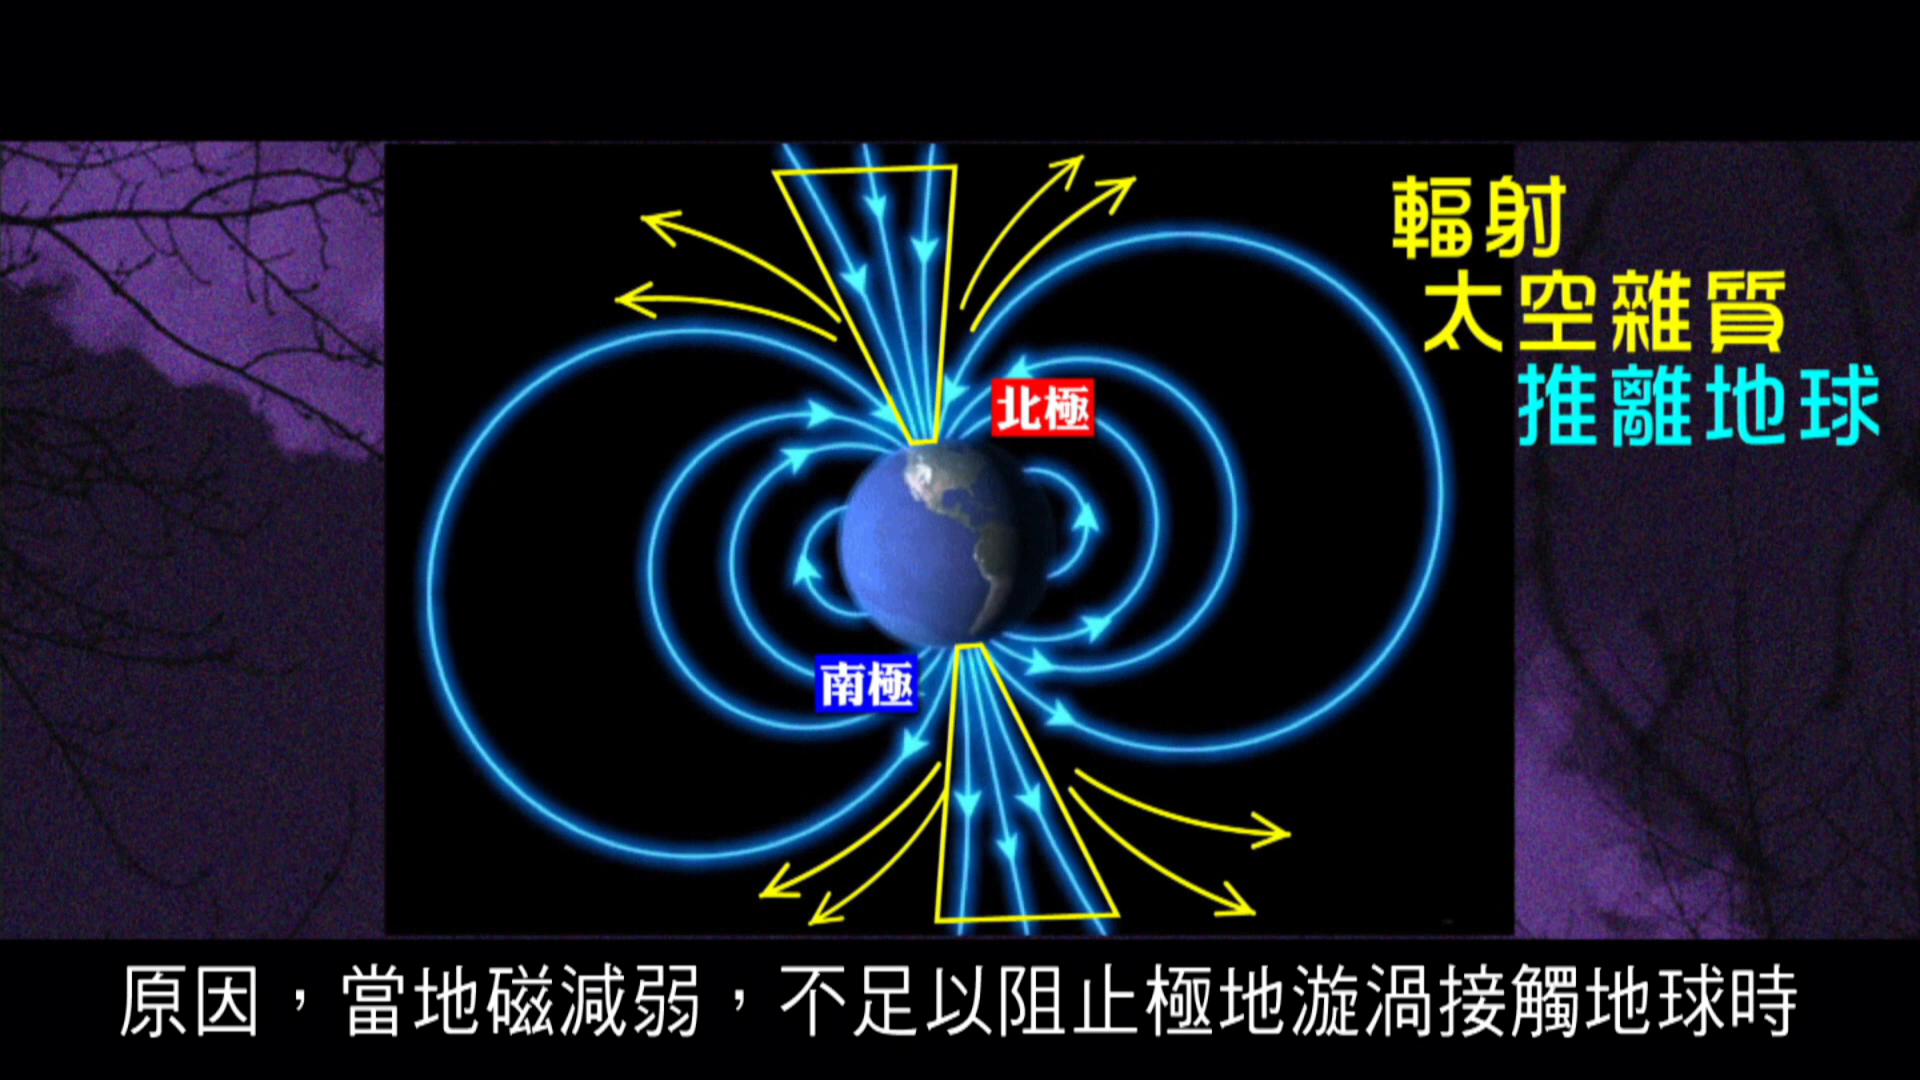 輻射
太空雜質
推離地球
北極
南極
原因，當地磁減弱，不足以阻止極地漩渦接觸地球時